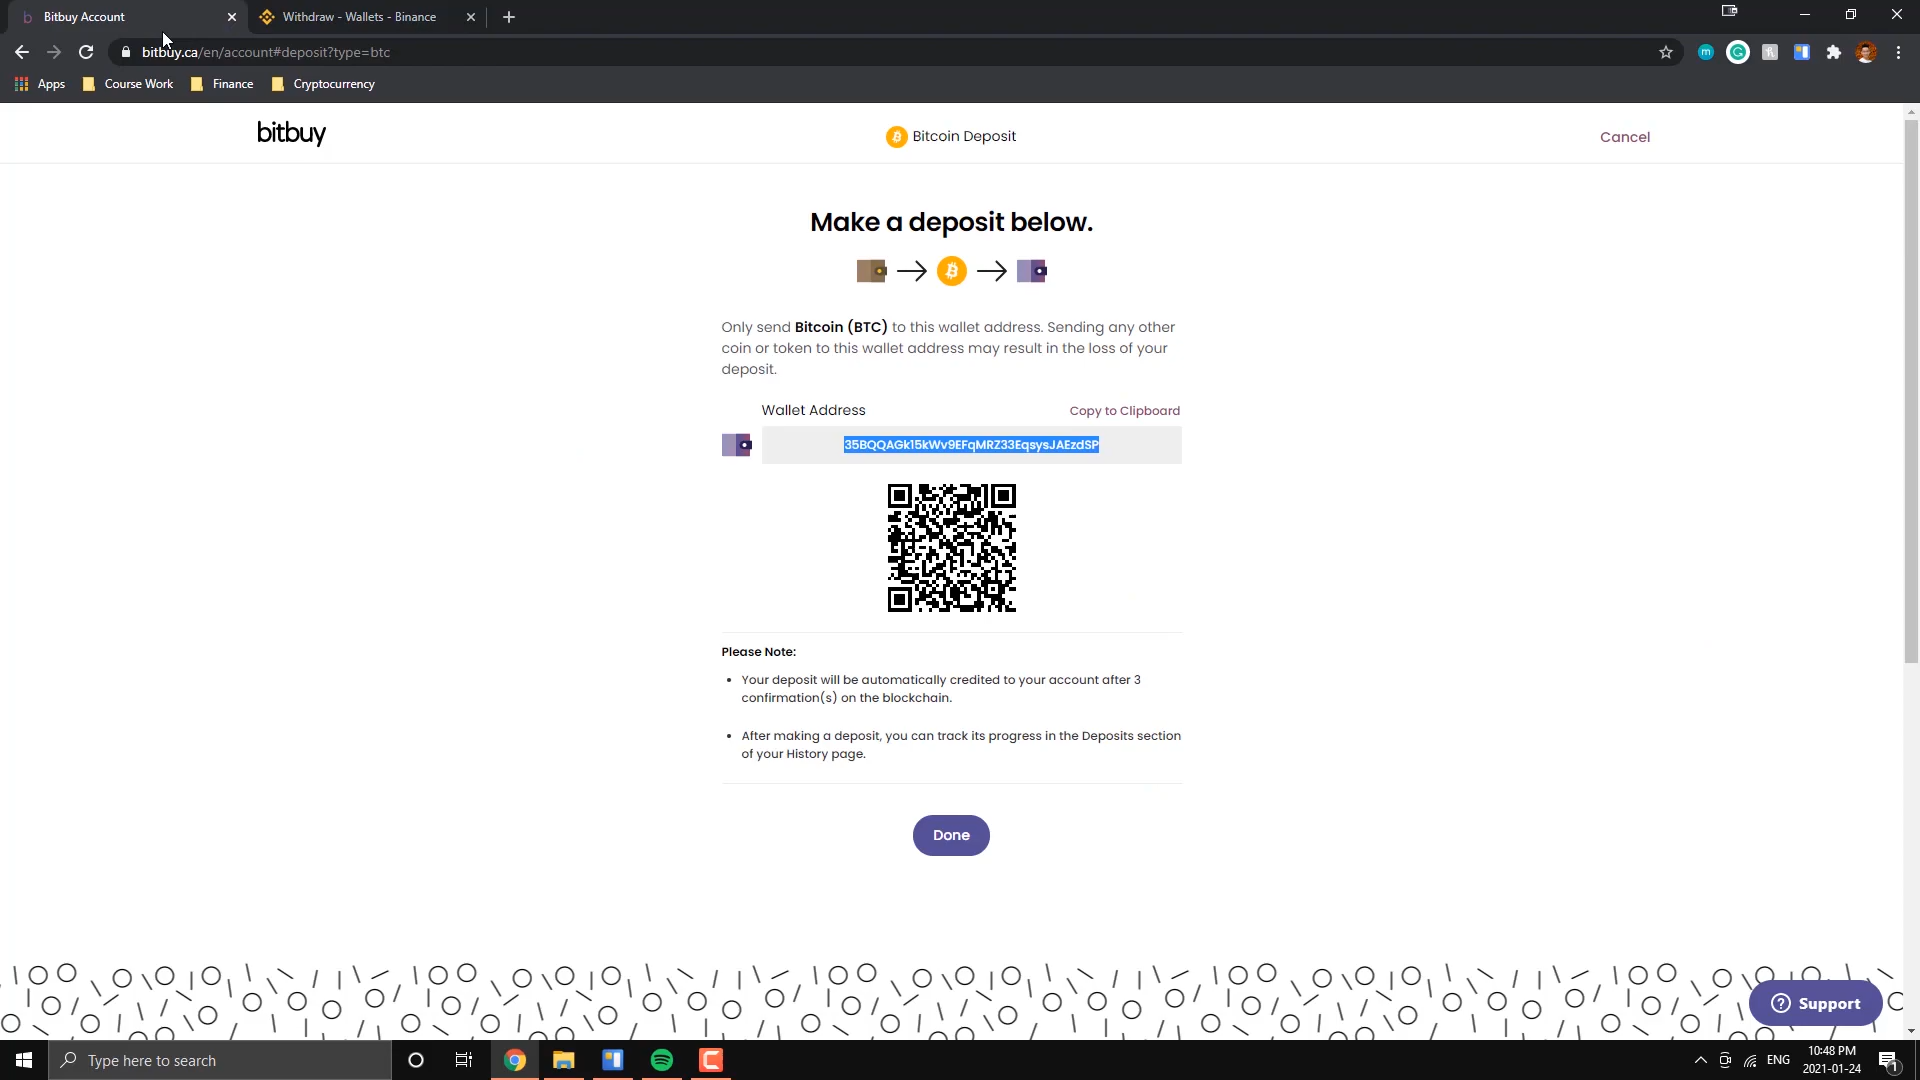 Bitbuy Account
Withdraw - Wallets - Binance
bitbuy.ca/en/account#deposit?type=btc
Apps
Course Work
Finance
Cryptocurrency
bitbuy
Bitcoin Deposit
Cancel
Make a deposit below.
Only send Bitcoin (BTC) to this wallet address. Sending any other
coin or token to this wallet address may result in the loss of your
deposit.
Wallet Address
Copy to Clipboard
35BQQAGk15kWv9EFqMRZ33EqsysJAEzdSP
Please Note:
• Your deposit will be automatically credited to your account after 3
confirmation(s) on the blockchain.
• After making a deposit, you can track its progress in the Deposits section
of your History page.
Done
Support
Type here to search
ENG
10:48 PM
2021-01-24
1